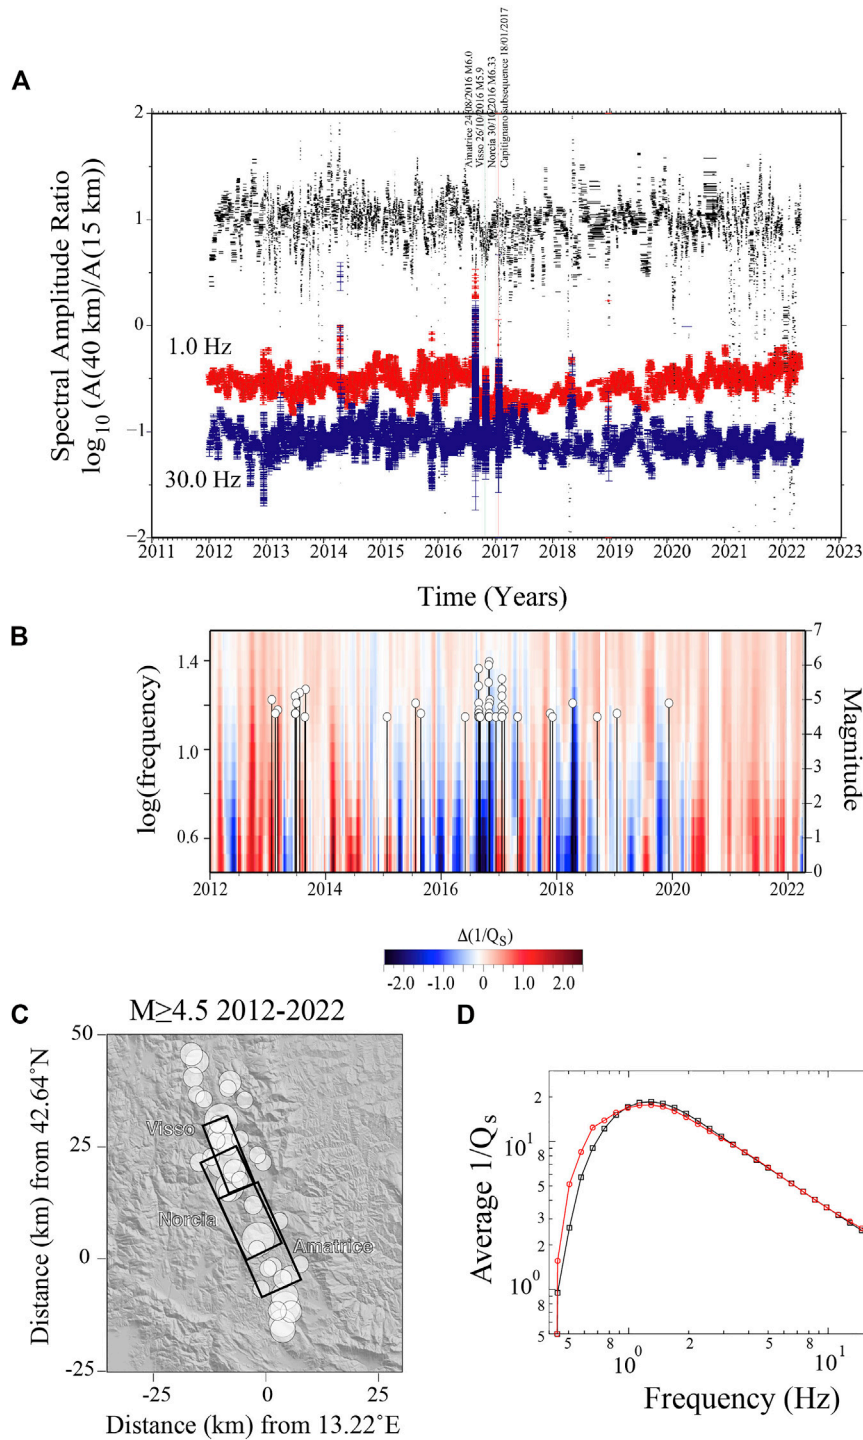 A
Amatrice 24/08/2016 M6.0
Visso 26/10/2016 M5.9
Norcia 30/10/2016 M6.33
Capitignano subsequence 18/01/2017
Spectral Amplitude Ratio
log10 (A(40 km)/A(15 km))
2
1
0
−1
−2
1.0 Hz
30.0 Hz
2011 2012 2013 2014 2015 2016 2017 2018 2019 2020 2021 2022 2023
Time (Years)
B
log(frequency)
1.4
1.0
0.6
7
6
5
4
3
2
1
0
Magnitude
2012 2014 2016 2018 2020 2022
Δ(1/QS)
-2.0 -1.0 0 1.0 2.0
C
M≥4.5 2012-2022
Distance (km) from 42.64˚N
50
25
0
-25
Visso
Norcia
Amatrice
-25 0 25
Distance (km) from 13.22˚E
D
Average 1/Qs
2
10^1
8
5
3
2
10^0
8
5
5 8 10^0 2 5 8 10^1
Frequency (Hz)